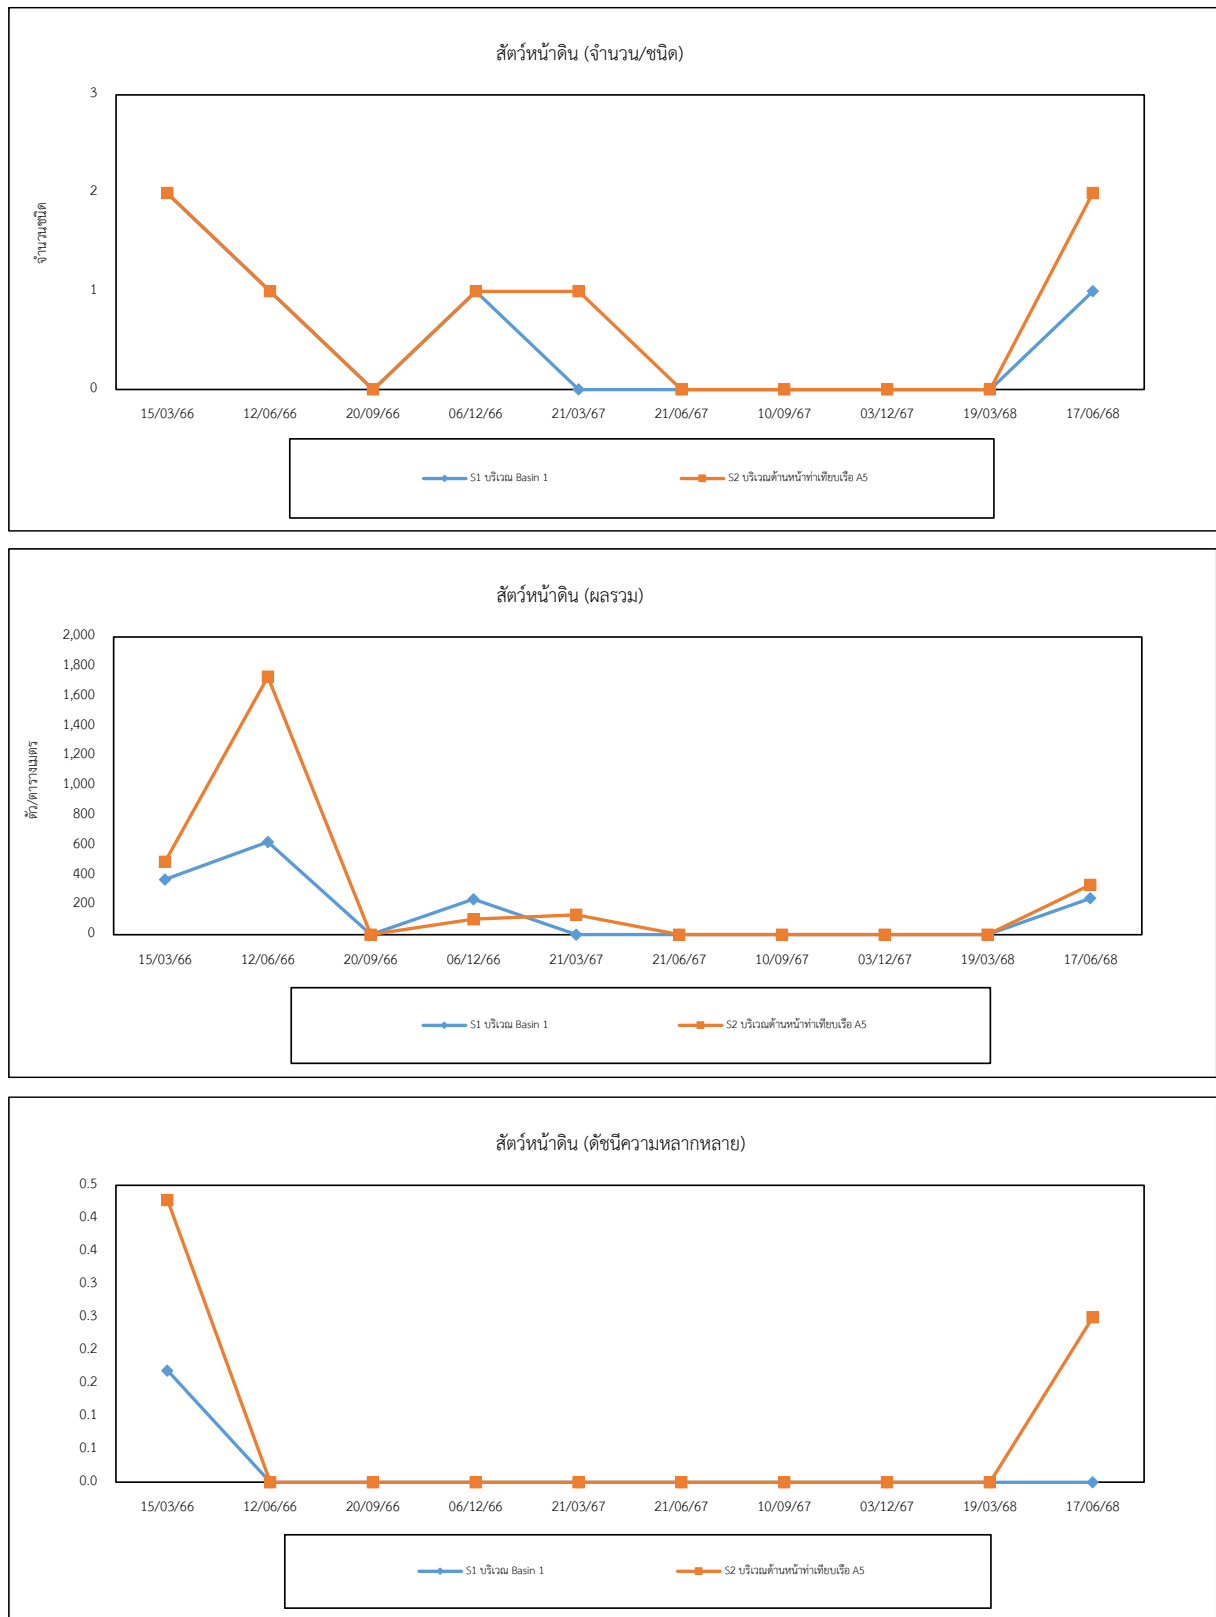 สัตว์หน้าดิน (จำนวน/ชนิด)
จำนวนชนิด
3
2
1
0
15/03/66 12/06/66 20/09/66 06/12/66 21/03/67 21/06/67 10/09/67 03/12/67 19/03/68 17/06/68
S1 บริเวณ Basin 1 S2 บริเวณด้านหน้าท่าเทียบเรือ A5
สัตว์หน้าดิน (ผลรวม)
ตัว/ตารางเมตร
2,000
1,800
1,600
1,400
1,200
1,000
800
600
400
200
0
15/03/66 12/06/66 20/09/66 06/12/66 21/03/67 21/06/67 10/09/67 03/12/67 19/03/68 17/06/68
S1 บริเวณ Basin 1 S2 บริเวณด้านหน้าท่าเทียบเรือ A5
สัตว์หน้าดิน (ดัชนีความหลากหลาย)
0.5
0.4
0.4
0.3
0.3
0.2
0.2
0.1
0.1
0.0
15/03/66 12/06/66 20/09/66 06/12/66 21/03/67 21/06/67 10/09/67 03/12/67 19/03/68 17/06/68
S1 บริเวณ Basin 1 S2 บริเวณด้านหน้าท่าเทียบเรือ A5